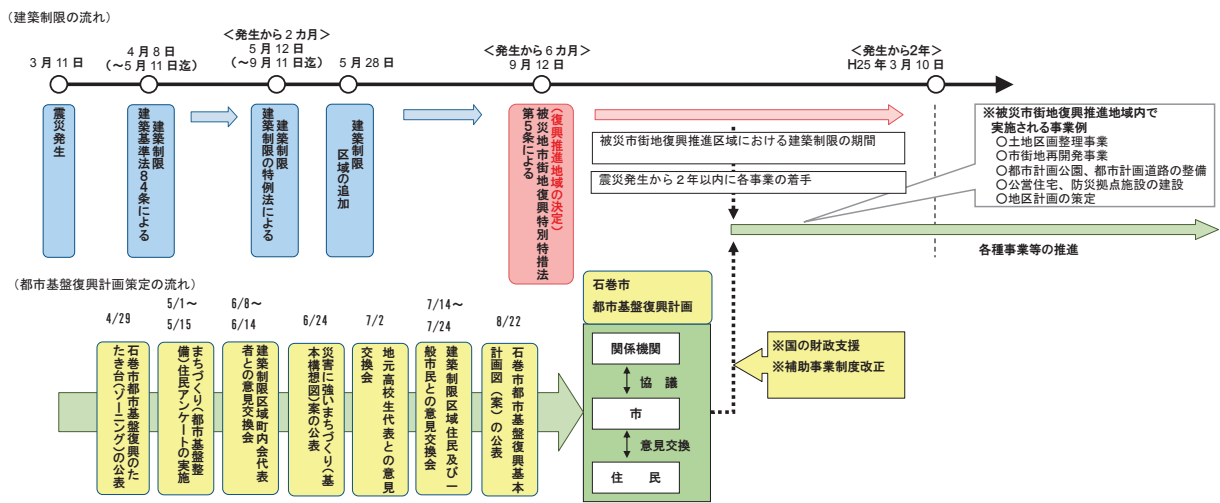 (建築制限の流れ)
3月11日
4月8日
(〜5月11日迄)
<発生から2カ月>
5月12日
(〜9月11日迄)
5月28日
<発生から6カ月>
9月12日
<発生から2年>
H25年3月10日
震災発生
建築基準法84条による
建築制限
建築制限の特例法による
建築制限
建築制限
区域の追加
(復興推進地域の決定)
被災地市街地復興特別特措法
第5条による
被災市街地復興推進区域における建築制限の期間
震災発生から2年以内に各事業の着手
※被災市街地復興推進地域内で
実施される事業例
○土地区画整理事業
○市街地再開発事業
○都市計画公園、都市計画道路の整備
○公営住宅、防災拠点施設の建設
○地区計画の策定
各種事業等の推進
(都市基盤復興計画策定の流れ)
4/29
5/1〜
5/15
6/8〜
6/14
6/24
7/2
7/14〜
7/24
8/22
石巻市都市基盤復興のた
たき台(ゾーニング)の公表
まちづくり(都市基盤整
備)住民アンケートの実施
建築制限区域町内会代表
者との意見交換会
災害に強いまちづくり(基
本構想図)案の公表
地元高校生代表との意見
交換会
建築制限区域住民及び一
般市民との意見交換会
石巻市都市基盤復興基本
計画図(案)の公表
石巻市
都市基盤復興計画
関係機関
協 議
市
意見交換
住 民
※国の財政支援
※補助事業制度改正